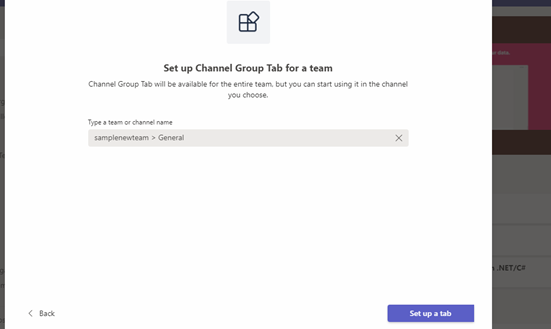 Set up Channel Group Tab for a team
Channel Group Tab will be available for the entire team, but you can start using it in the channel
you choose.
Type a team or channel name
samplenewteam > General
.NET/C#
Back
Set up a tab